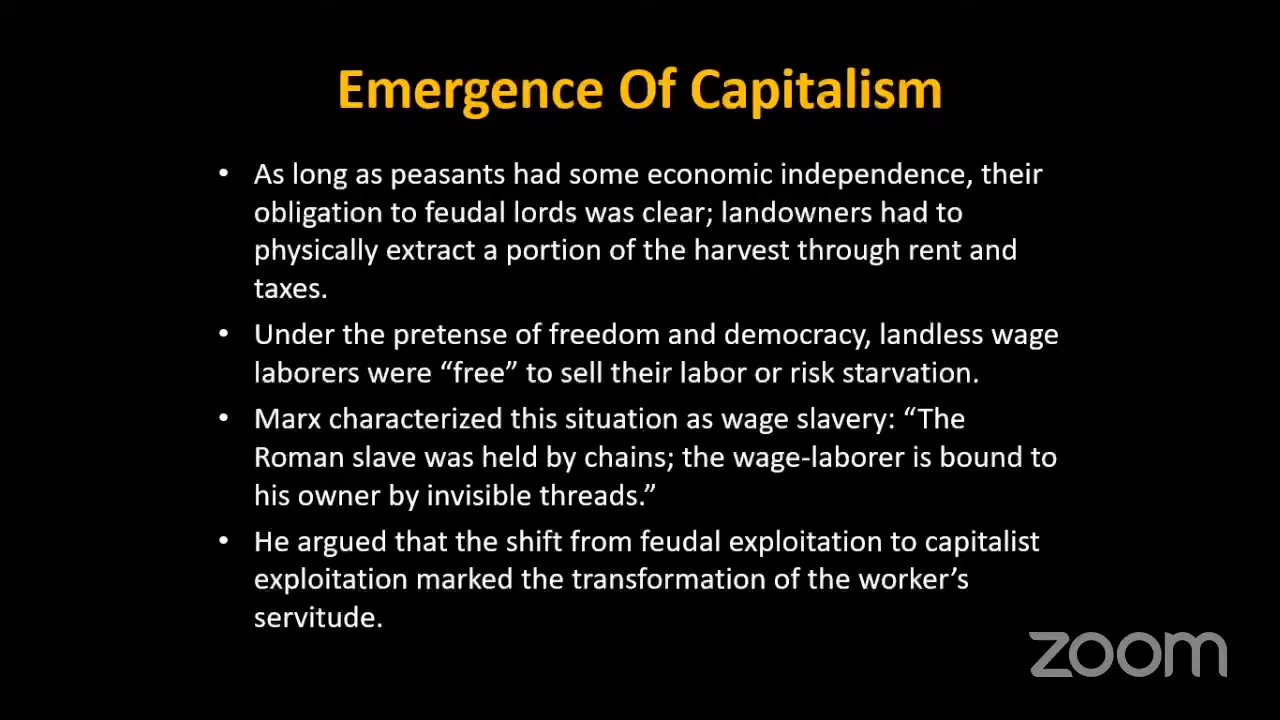 Emergence Of Capitalism
• As long as peasants had some economic independence, their
obligation to feudal lords was clear; landowners had to
physically extract a portion of the harvest through rent and
taxes.
• Under the pretense of freedom and democracy, landless wage
laborers were “free” to sell their labor or risk starvation.
• Marx characterized this situation as wage slavery: “The
Roman slave was held by chains; the wage-laborer is bound to
his owner by invisible threads.”
• He argued that the shift from feudal exploitation to capitalist
exploitation marked the transformation of the worker’s
servitude.
zoom